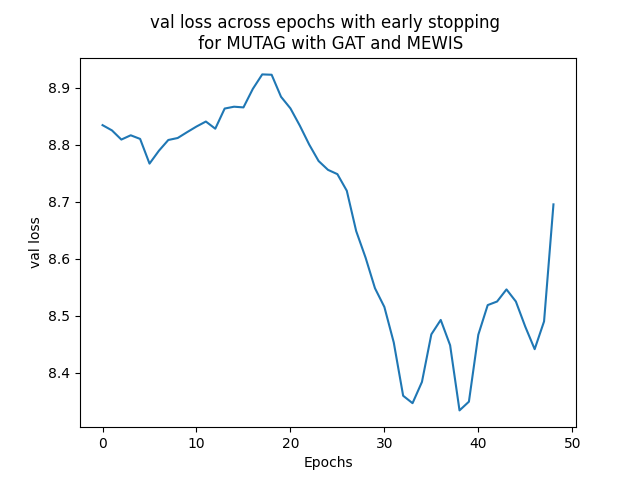 val loss across epochs with early stopping
for MUTAG with GAT and MEWIS
8.9
8.8
8.7
8.6
8.5
8.4
val loss
0 10 20 30 40 50
Epochs